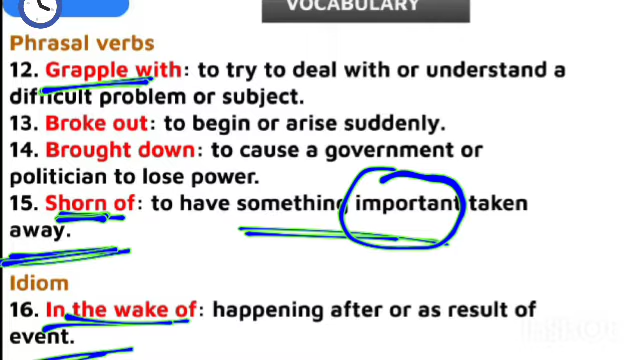 VOCABULARY
Phrasal verbs
12. Grapple with: to try to deal with or understand a
difficult problem or subject.
13. Broke out: to begin or arise suddenly.
14. Brought down: to cause a government or
politician to lose power.
15. Shorn of: to have something important taken
away.
Idiom
16. In the wake of: happening after or as result of
event.